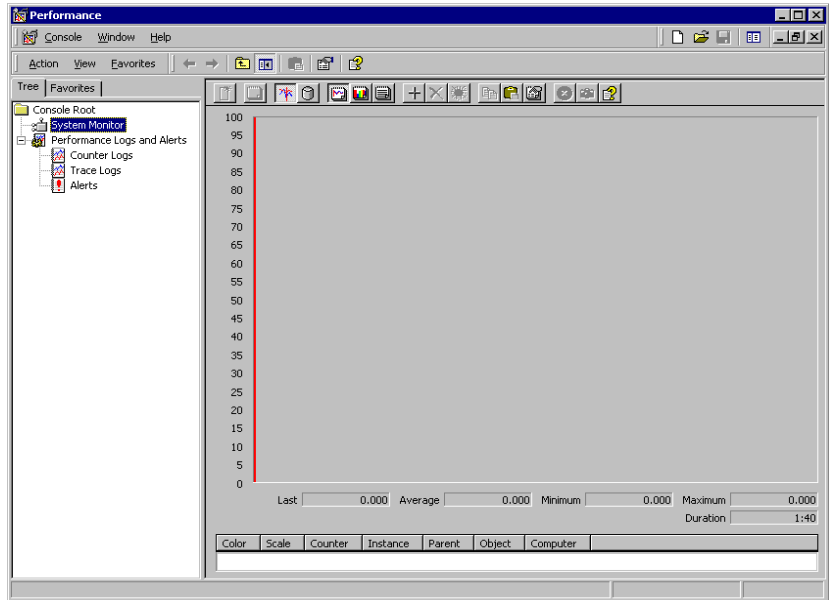 Performance
Console Window Help
Action View Favorites
Tree Favorites
Console Root
System Monitor
Performance Logs and Alerts
Counter Logs
Trace Logs
Alerts
100
95
90
85
80
75
70
65
60
55
50
45
40
35
30
25
20
15
10
5
0
Last 0.000 Average 0.000 Minimum 0.000 Maximum 0.000
Duration 1:40
Color Scale Counter Instance Parent Object Computer